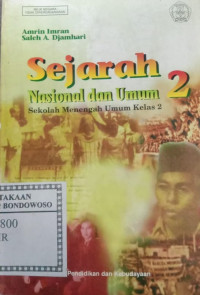 Amrin Imran
Saleh A. Djamhari
Sejarah
Nasional dan Umum 2
Sekolah Menengah Umum Kelas 2
TAKAAN
BONDOWOSO
800
R
Pendidikan dan Kebudayaan